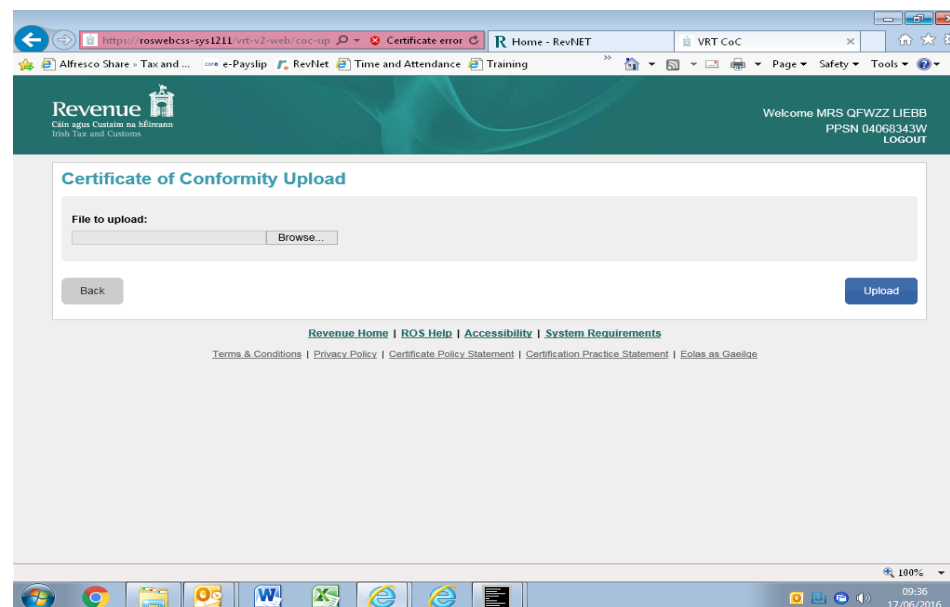 https://roswebcss-sys1211/vrt-v2-web/coc-up Certificate error Home - RevNET VRT CoC
Alfresco Share » Tax and ... core e-Payslip RevNet Time and Attendance Training » Page Safety Tools
Revenue
Cáin agus Custaim na hÉireann
Irish Tax and Customs
Welcome MRS QFWZZ LIEBB
PPSN 04068343W
LOGOUT
Certificate of Conformity Upload
File to upload:
Browse...
Back Upload
Revenue Home | ROS Help | Accessibility | System Requirements
Terms & Conditions | Privacy Policy | Certificate Policy Statement | Certification Practice Statement | Eolas as Gaeilge
100%
09:36
17/06/2016